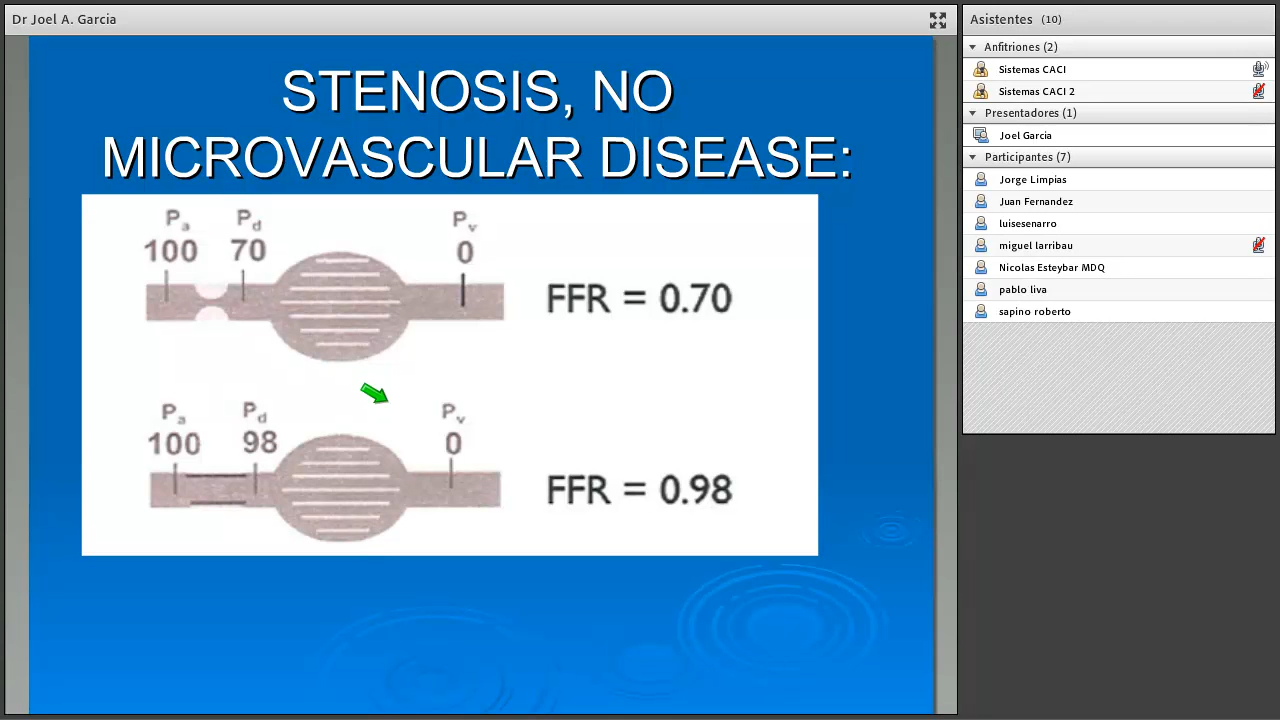 Dr Joel A. Garcia
STENOSIS, NO
MICROVASCULAR DISEASE:
Pa Pd Pv
100 70 0
FFR = 0.70
Pa Pd Pv
100 98 0
FFR = 0.98
Asistentes (10)
Anfitriones (2)
Sistemas CACI
Sistemas CACI 2
Presentadores (1)
Joel Garcia
Participantes (7)
Jorge Limpias
Juan Fernandez
luisesenarro
miguel larribau
Nicolas Esteybar MDQ
pablo liva
sapino roberto